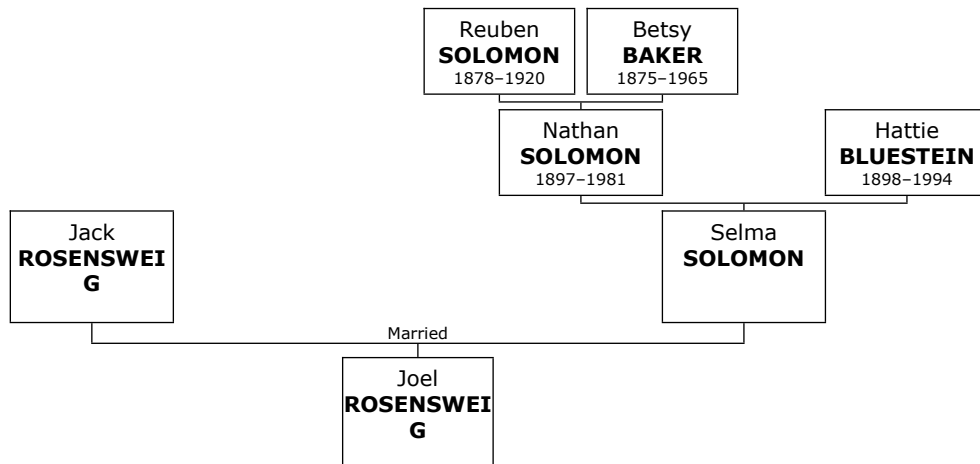 Reuben
SOLOMON
1878–1920
Betsy
BAKER
1875–1965
Nathan
SOLOMON
1897–1981
Hattie
BLUESTEIN
1898–1994
Jack
ROSENSWEI
G
Selma
SOLOMON
Married
Joel
ROSENSWEI
G